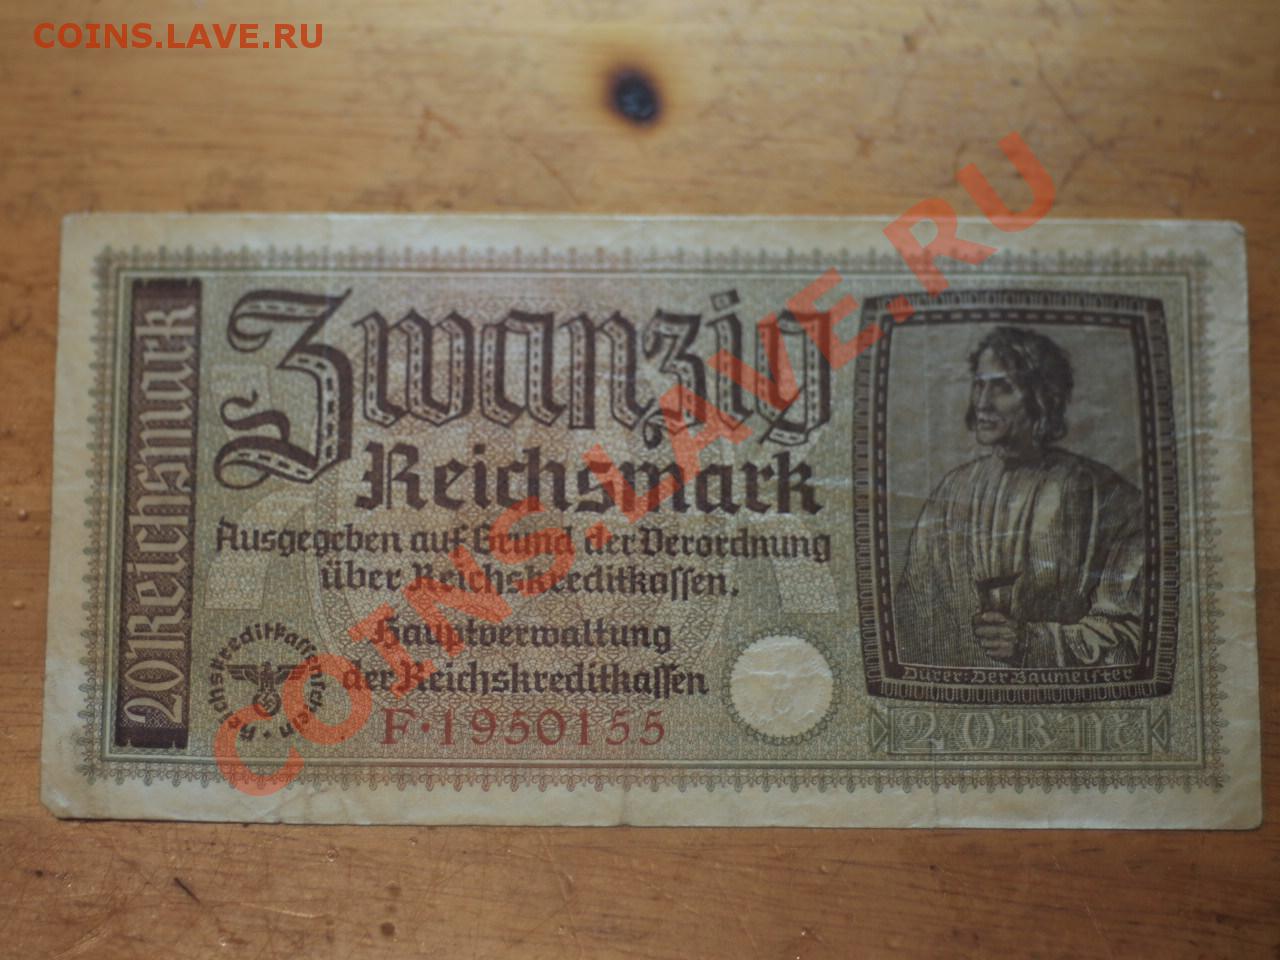 COINS.LAVE.RU
20 Reichsmark
Zwanzig
Reichsmark
Ausgegeben auf Grund der Verordnung
über Reichskreditkassen.
Hauptverwaltung
der Reichskreditkassen
F·1950155
Reichskreditkassen
Dürer: Der Baumeister
20 RM
COINS.LAVE.RU